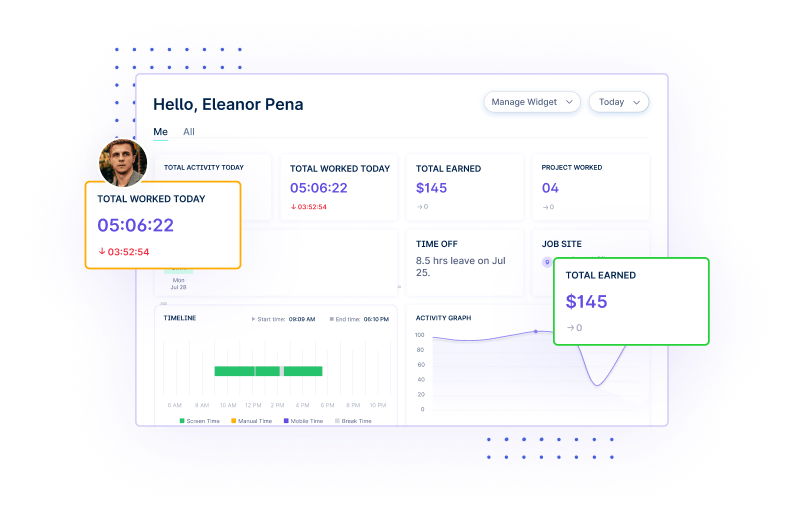 Hello, Eleanor Pena
Manage Widget
Today
Me
All
TOTAL ACTIVITY TODAY
TOTAL WORKED TODAY
05:06:22
↓ 03:52:54
TOTAL EARNED
$145
→ 0
PROJECT WORKED
04
→ 0
TOTAL WORKED TODAY
05:06:22
↓ 03:52:54
Mon
Jul 28
TIME OFF
8.5 hrs leave on Jul
25.
JOB SITE
TOTAL EARNED
$145
→ 0
TIMELINE
Start time: 09:09 AM
End time: 06:10 PM
6 AM 8 AM 10 AM 12 PM 2 PM 4 PM 6 PM 8 PM 10 PM
Screen Time
Manual Time
Mobile Time
Break Time
ACTIVITY GRAPH
100
80
60
40
20
0